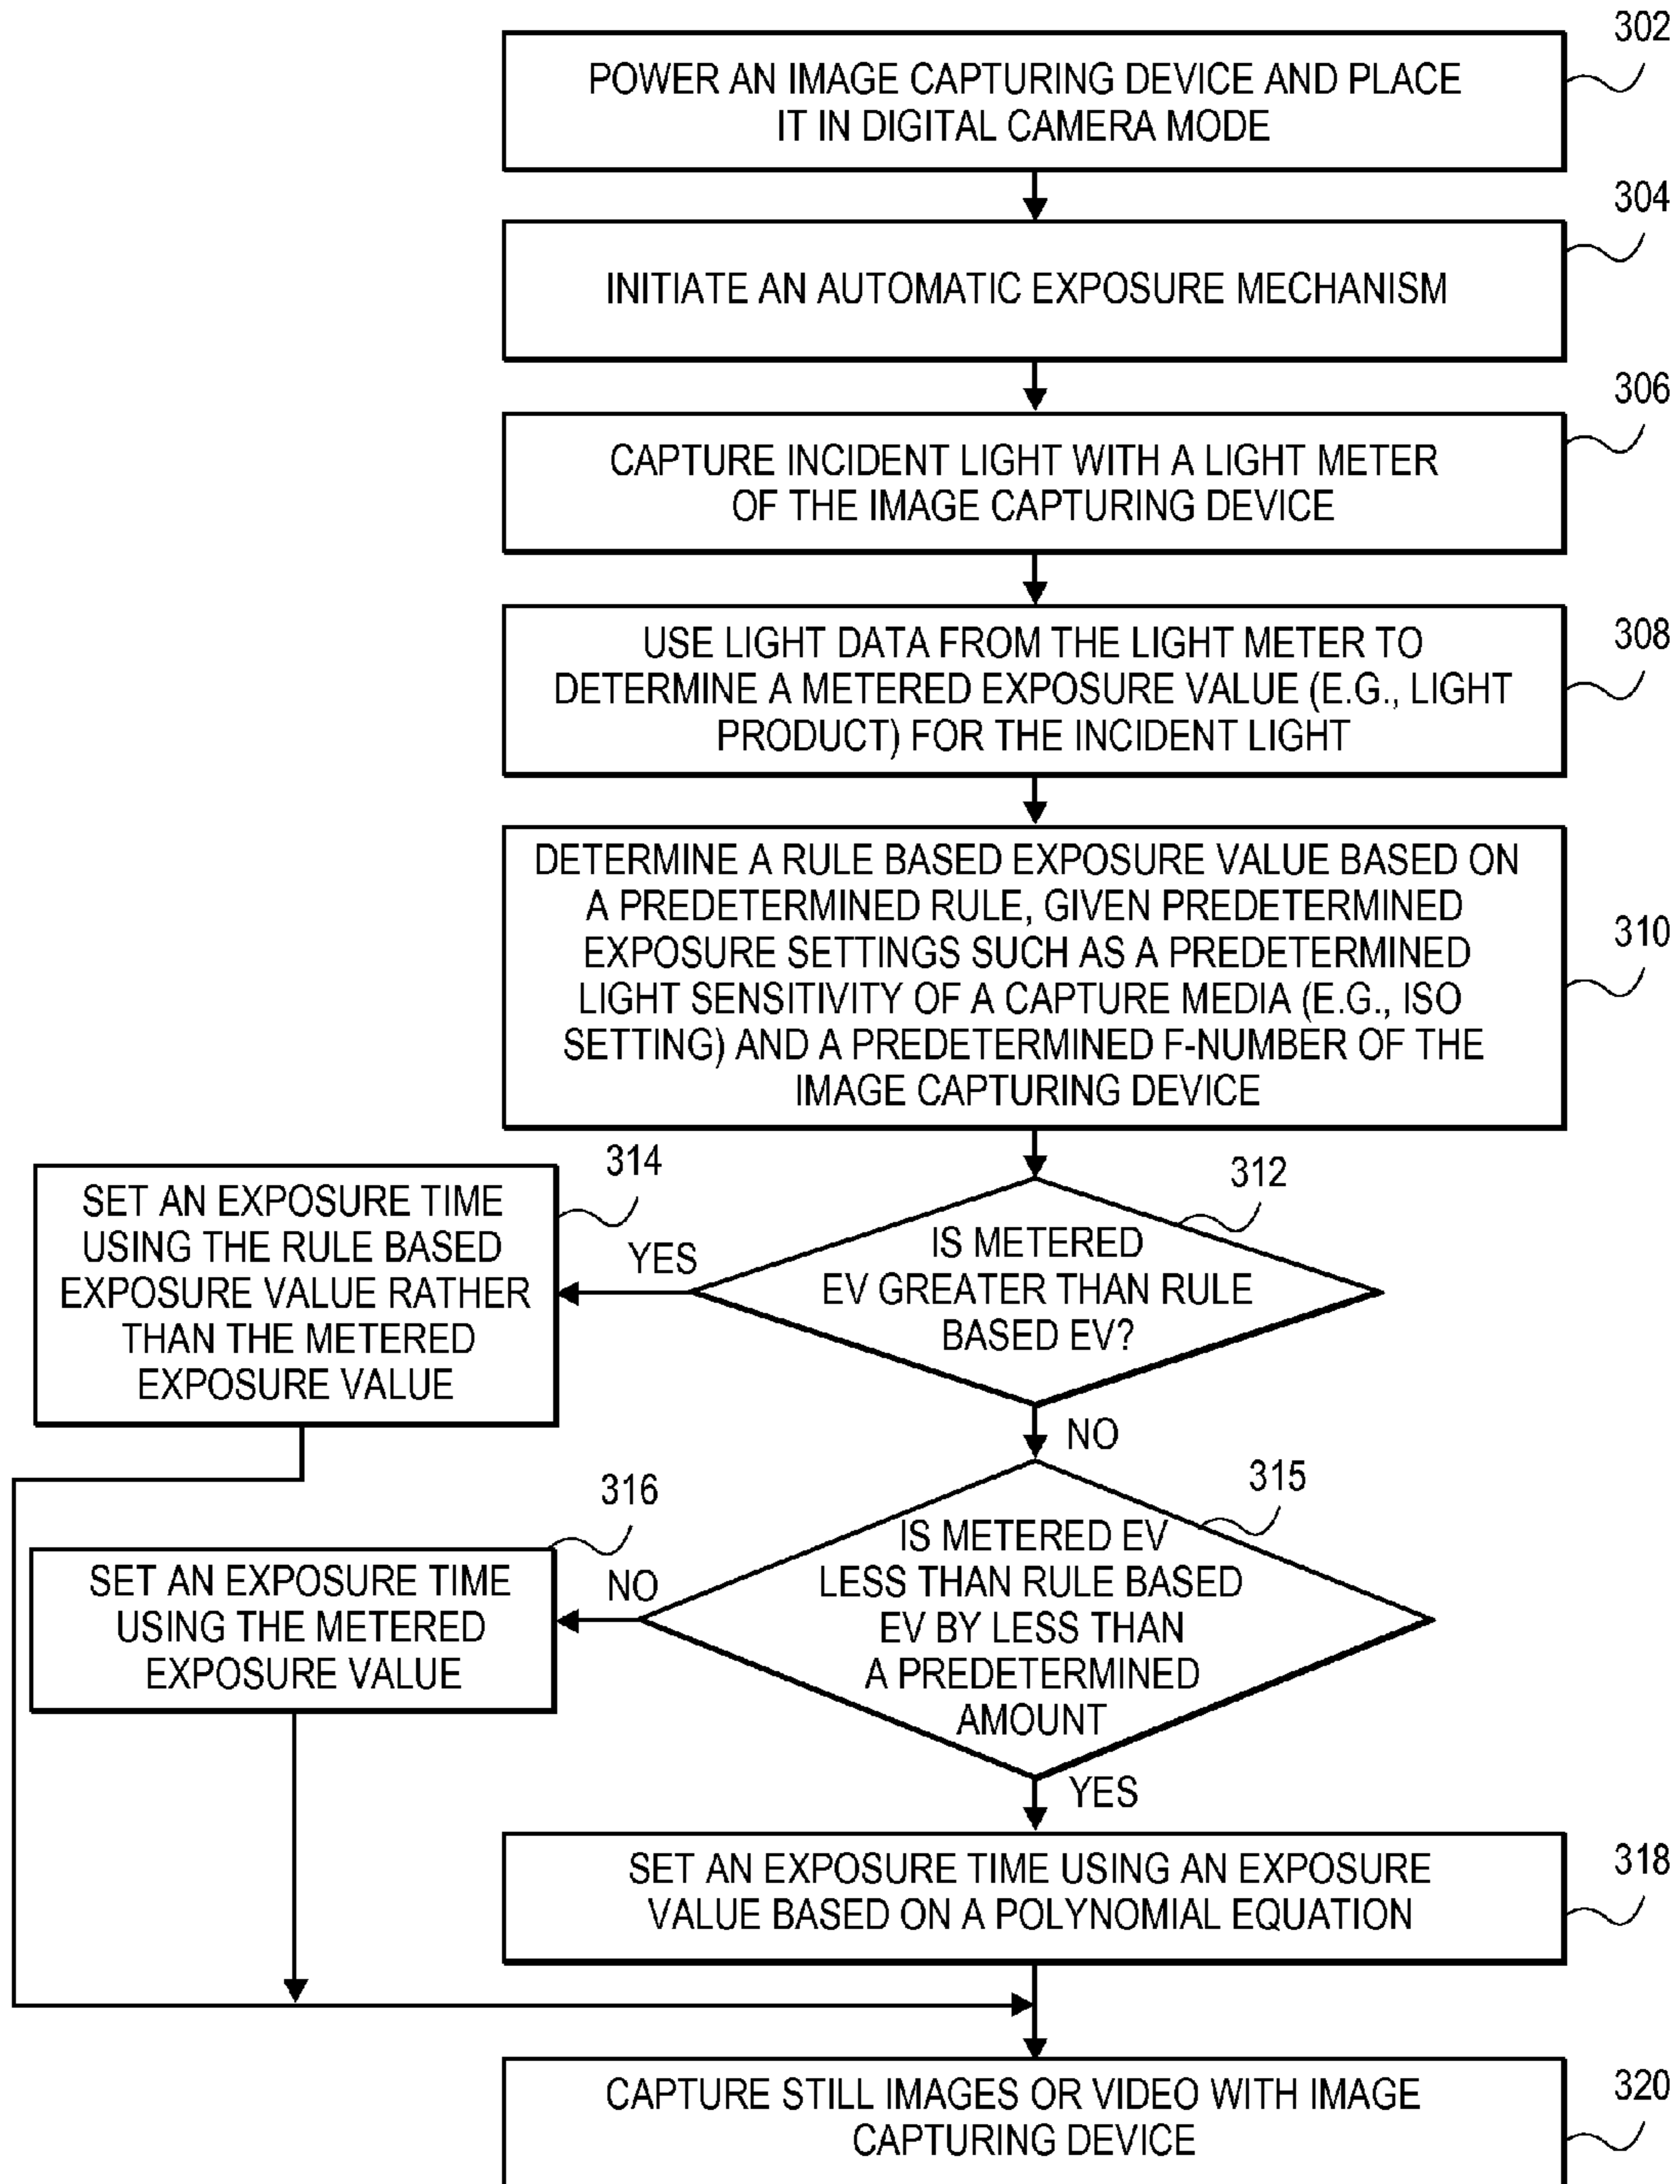 302
POWER AN IMAGE CAPTURING DEVICE AND PLACE
IT IN DIGITAL CAMERA MODE
304
INITIATE AN AUTOMATIC EXPOSURE MECHANISM
306
CAPTURE INCIDENT LIGHT WITH A LIGHT METER
OF THE IMAGE CAPTURING DEVICE
308
USE LIGHT DATA FROM THE LIGHT METER TO
DETERMINE A METERED EXPOSURE VALUE (E.G., LIGHT
PRODUCT) FOR THE INCIDENT LIGHT
310
DETERMINE A RULE BASED EXPOSURE VALUE BASED ON
A PREDETERMINED RULE, GIVEN PREDETERMINED
EXPOSURE SETTINGS SUCH AS A PREDETERMINED
LIGHT SENSITIVITY OF A CAPTURE MEDIA (E.G., ISO
SETTING) AND A PREDETERMINED F-NUMBER OF THE
IMAGE CAPTURING DEVICE
312
IS METERED
EV GREATER THAN RULE
BASED EV?
YES
314
SET AN EXPOSURE TIME
USING THE RULE BASED
EXPOSURE VALUE RATHER
THAN THE METERED
EXPOSURE VALUE
NO
315
IS METERED EV
LESS THAN RULE BASED
EV BY LESS THAN
A PREDETERMINED
AMOUNT
NO
316
SET AN EXPOSURE TIME
USING THE METERED
EXPOSURE VALUE
YES
318
SET AN EXPOSURE TIME USING AN EXPOSURE
VALUE BASED ON A POLYNOMIAL EQUATION
320
CAPTURE STILL IMAGES OR VIDEO WITH IMAGE
CAPTURING DEVICE